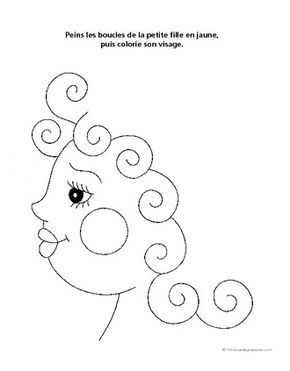 Peins les boucles de la petite fille en jaune,
puis colorie son visage.